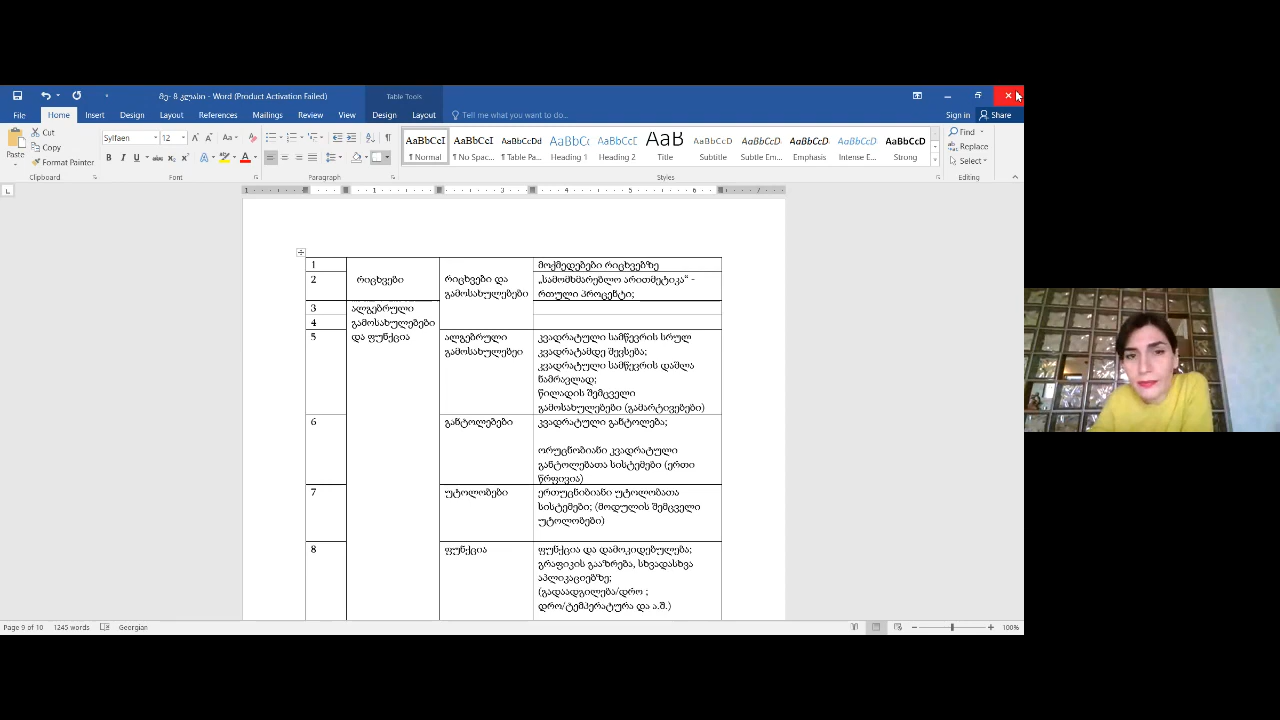 მე- 8 კლასი - Word (Product Activation Failed)
Table Tools
File Home Insert Design Layout References Mailings Review View Design Layout Tell me what you want to do...
Sign in Share
Paste
Cut
Copy
Format Painter
Clipboard
Sylfaen 12
Font
Paragraph
AaBbCcI AaBbCcI AaBbCcDd AaBbCc AaBbCc AaB AaBbCcD AaBbCcD AaBbCcD AaBbCcD AaBbCcD
¶ Normal ¶ No Spac... ¶ Table Pa... Heading 1 Heading 2 Title Subtitle Subtle Em... Emphasis Intense E... Strong
Styles
Find
Replace
Select
Editing
1 მოქმედებები რიცხვებზე
2 რიცხვები რიცხვები და „სამომხმარებლო არითმეტიკა“ -
გამოსახულებები რთული პროცენტი;
3 ალგებრული
4 გამოსახულებები
5 და ფუნქცია ალგებრული კვადრატული სამწევრის სრულ
გამოსახულებეი კვადრატამდე შევსება;
კვადრატული სამწევრის დაშლა
ნამრავლად;
წილადის შემცველი
გამოსახულებები (გამარტივებები)
6 განტოლებები კვადრატული განტოლება;
ორუცნობიანი კვადრატული
განტოლებათა სისტემები (ერთი
წრფივია)
7 უტოლობები ერთუცნიბიანი უტოლობათა
სისტემები; (მოდულის შემცველი
უტოლობები)
8 ფუნქცია ფუნქცია და დამოკიდებულება;
გრაფიკის გააზრება, სხვადასხვა
აპლიკაციებზე;
(გადაადგილება/დრო ;
დრო/ტემპერატურა და ა.შ.)
Page 9 of 10 1245 words Georgian 100%